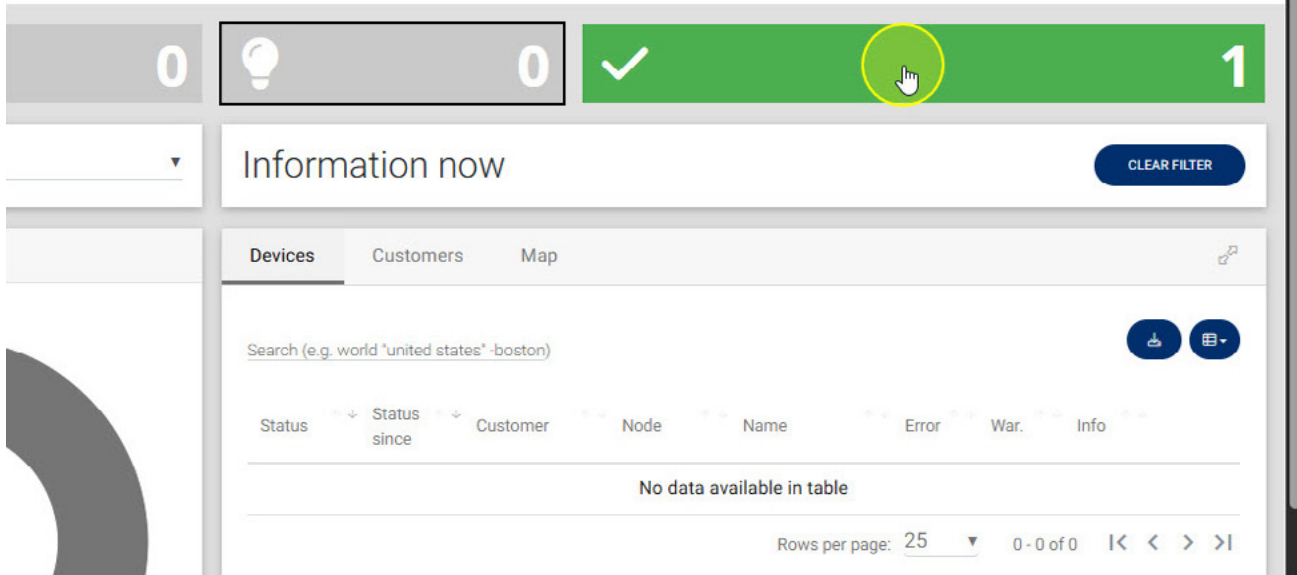 0 0 1
Information now CLEAR FILTER
Devices Customers Map
Search (e.g. world "united states" -boston)
Status Status since Customer Node Name Error War. Info
No data available in table
Rows per page: 25 0 - 0 of 0